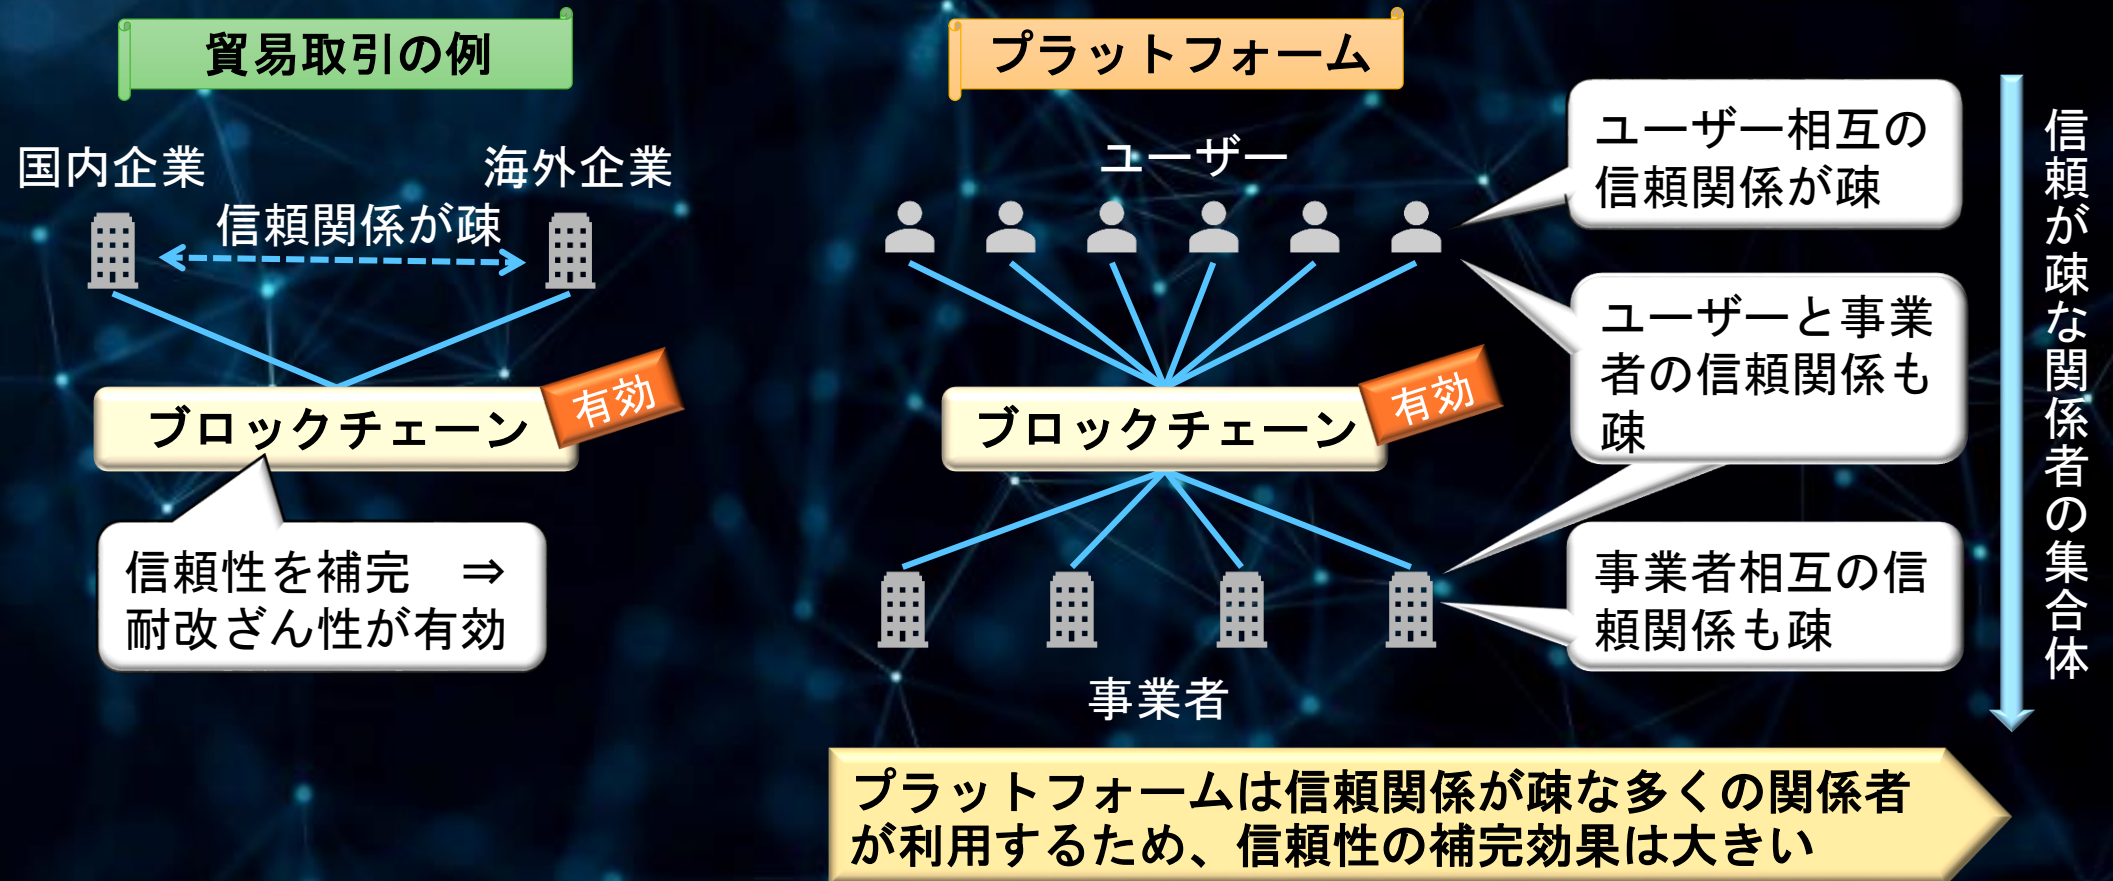 貿易取引の例
国内企業
海外企業
信頼関係が疎
ブロックチェーン
有効
信頼性を補完　⇒
耐改ざん性が有効
プラットフォーム
ユーザー
ブロックチェーン
有効
事業者
ユーザー相互の
信頼関係が疎
ユーザーと事業
者の信頼関係も
疎
事業者相互の信
頼関係も疎
信頼が疎な関係者の集合体
プラットフォームは信頼関係が疎な多くの関係者
が利用するため、信頼性の補完効果は大きい